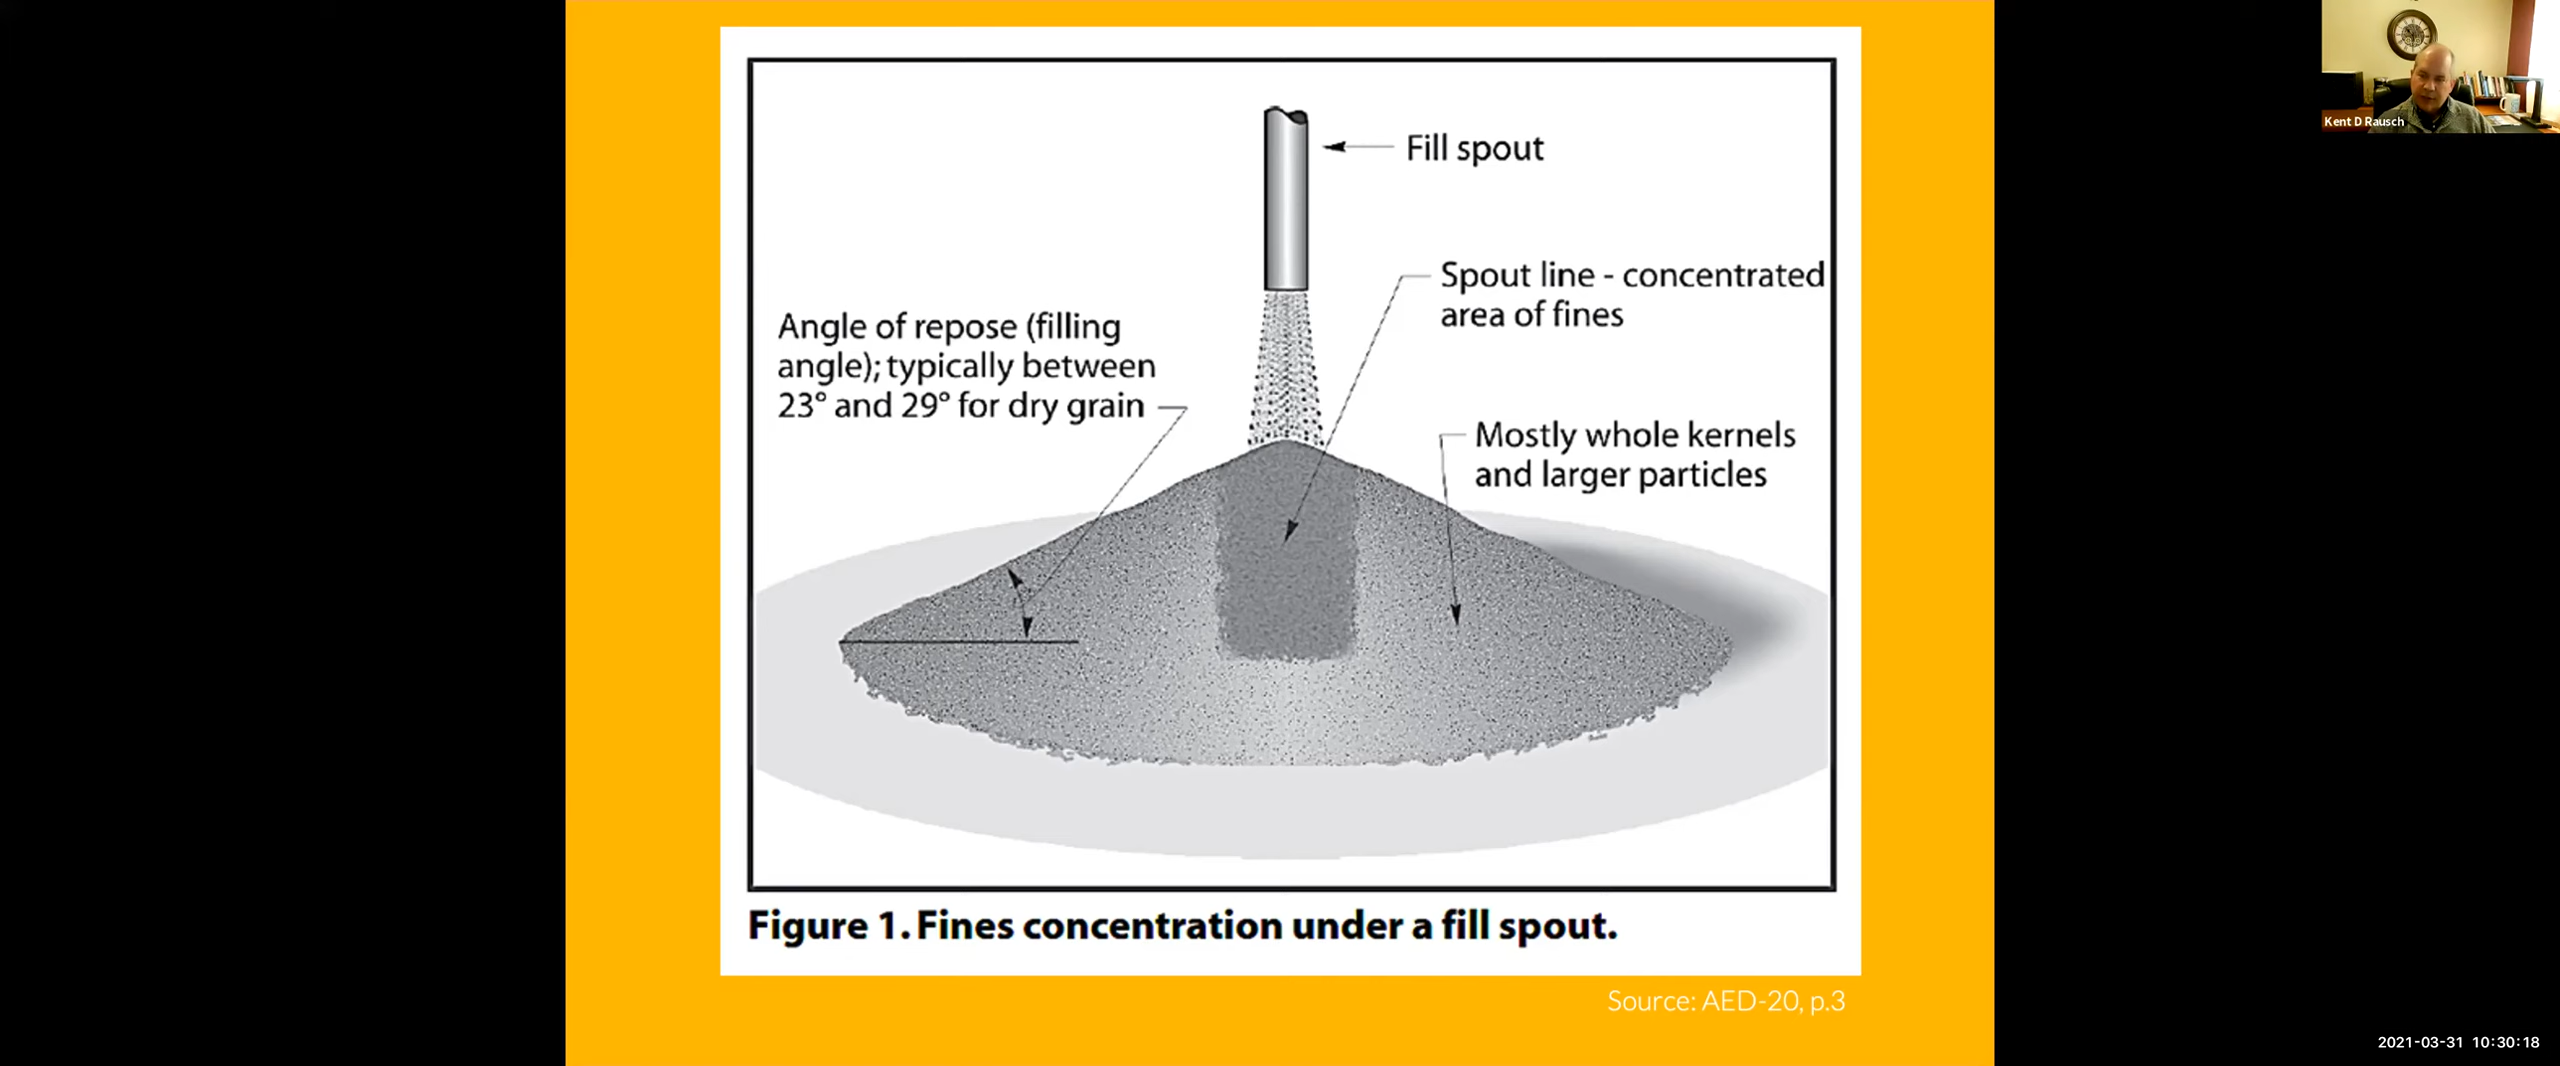 Fill spout
Spout line - concentrated
area of fines
Angle of repose (filling
angle); typically between
23° and 29° for dry grain
Mostly whole kernels
and larger particles
Figure 1. Fines concentration under a fill spout.
Source: AED-20, p.3
Kent D Rausch
2021-03-31 10:30:18